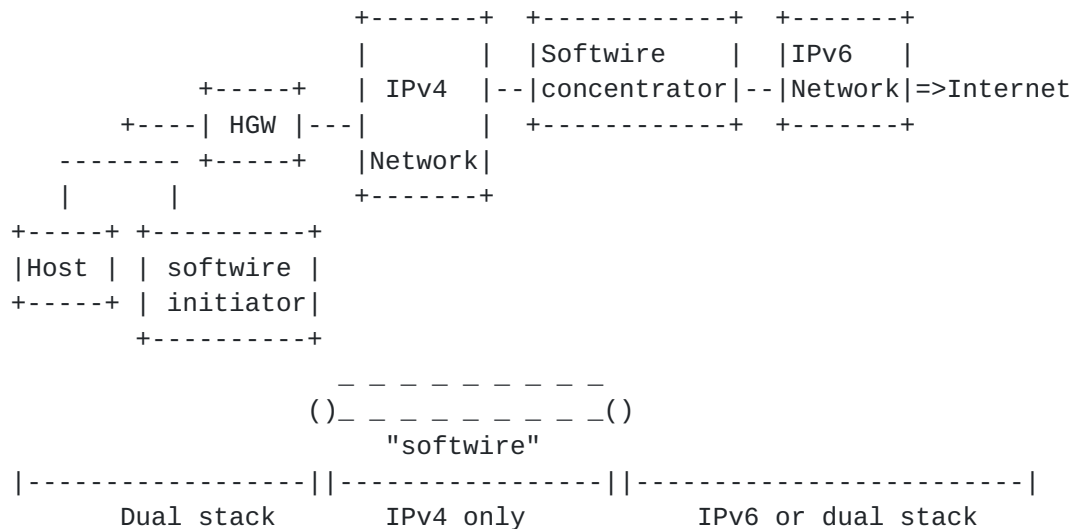 +-------+  +------------+  +-------+
                      |       |  |Softwire    |  |IPv6   |
            +-----+   | IPv4  |--|concentrator|--|Network|=>Internet
       +----| HGW |---|       |  +------------+  +-------+
   -------- +-----+   |Network|
   |      |           +-------+
+-----+ +----------+
|Host | | softwire |
+-----+ | initiator|
        +----------+
                     _ _ _ _ _ _ _ _ _
                   ()_ _ _ _ _ _ _ _ _()
                        "softwire"
|------------------||-----------------||-------------------------|
       Dual stack       IPv4 only           IPv6 or dual stack